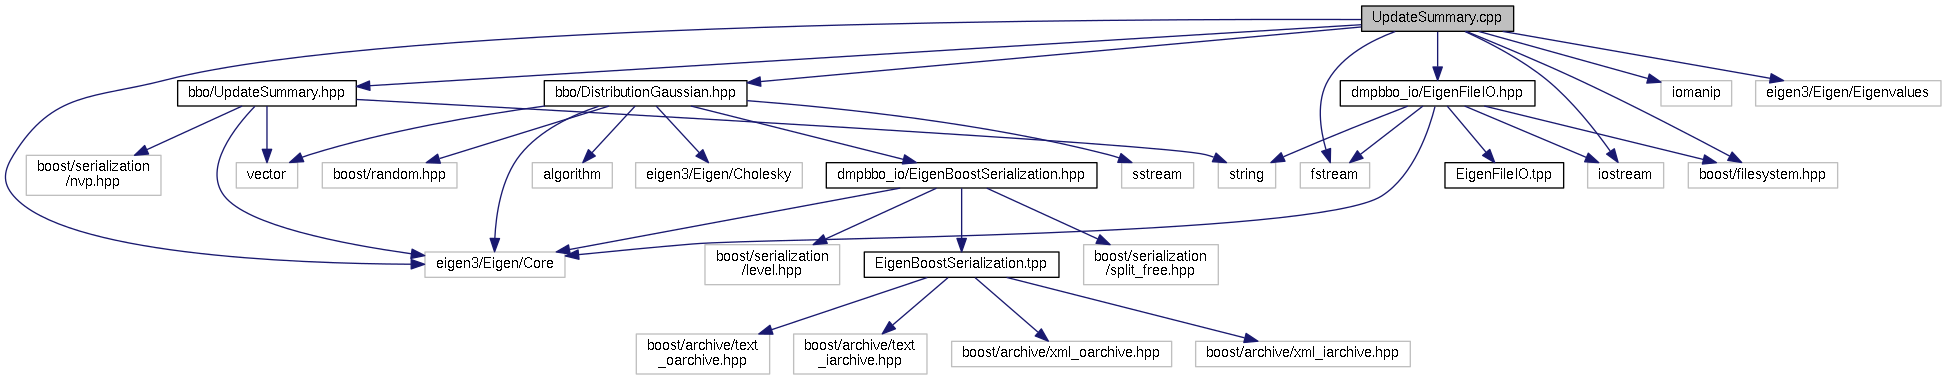 UpdateSummary.cpp
bbo/UpdateSummary.hpp
bbo/DistributionGaussian.hpp
dmpbbo_io/EigenFileIO.hpp
iomanip
eigen3/Eigen/Eigenvalues
boost/serialization
/nvp.hpp
vector
boost/random.hpp
algorithm
eigen3/Eigen/Cholesky
dmpbbo_io/EigenBoostSerialization.hpp
sstream
string
fstream
EigenFileIO.tpp
iostream
boost/filesystem.hpp
eigen3/Eigen/Core
boost/serialization
/level.hpp
EigenBoostSerialization.tpp
boost/serialization
/split_free.hpp
boost/archive/text
_oarchive.hpp
boost/archive/text
_iarchive.hpp
boost/archive/xml_oarchive.hpp
boost/archive/xml_iarchive.hpp